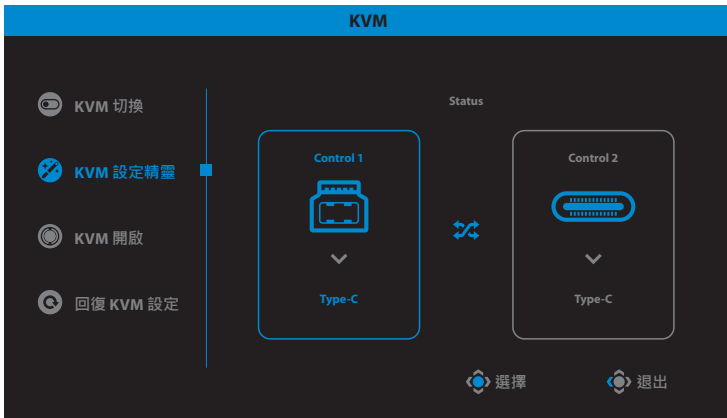 KVM
KVM 切換
KVM 設定精靈
KVM 開啟
回復 KVM 設定
Status
Control 1
Type-C
Control 2
Type-C
選擇
退出